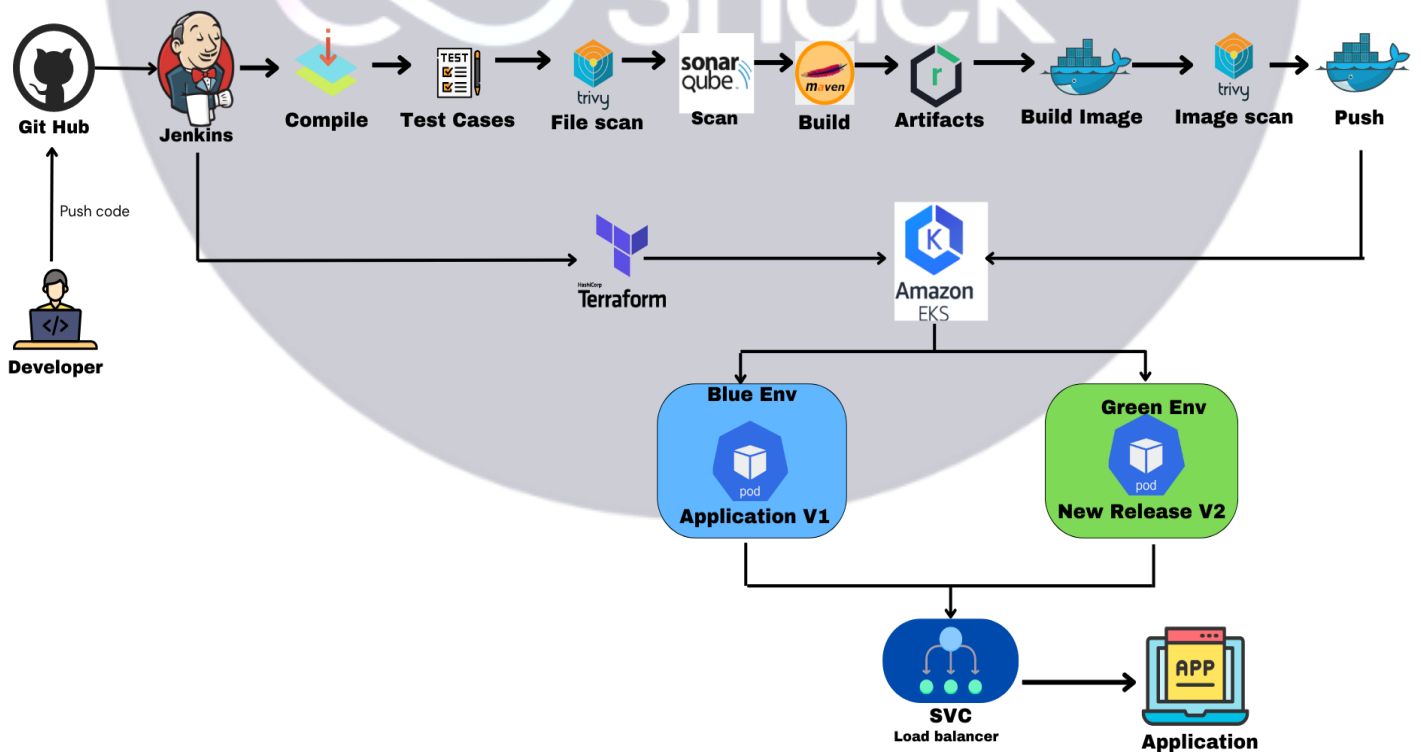 shack
Git Hub
Jenkins
Compile
TEST
Test Cases
trivy
File scan
sonar
qube
Scan
maven
Build
r
Artifacts
Build Image
trivy
Image scan
Push
Push code
Developer
HashiCorp
Terraform
K
Amazon
EKS
Blue Env
pod
Application V1
Green Env
pod
New Release V2
SVC
Load balancer
APP
Application